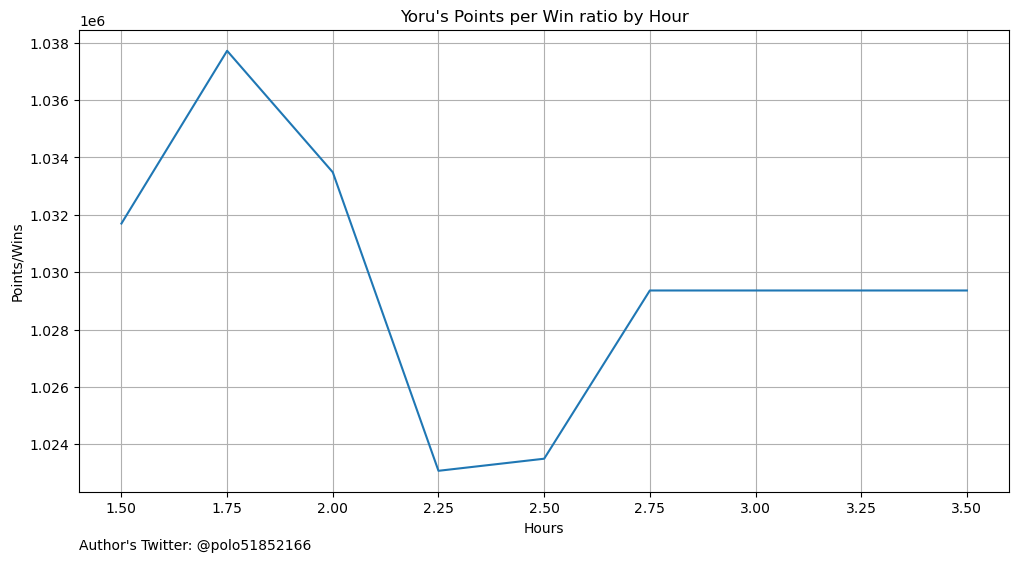 Yoru's Points per Win ratio by Hour
1e6
1.038
1.036
1.034
1.032
1.030
1.028
1.026
1.024
Points/Wins
1.50 1.75 2.00 2.25 2.50 2.75 3.00 3.25 3.50
Hours
Author's Twitter: @polo51852166